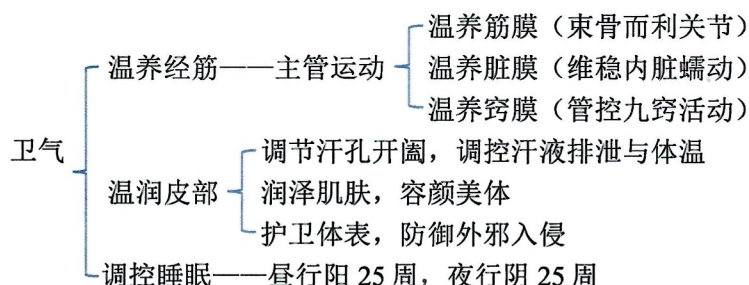 温养筋膜（束骨而利关节）
温养经筋——主管运动
温养脏膜（维稳内脏蠕动）
温养窍膜（管控九窍活动）
卫气
调节汗孔开阖，调控汗液排泄与体温
温润皮部
润泽肌肤，容颜美体
护卫体表，防御外邪入侵
调控睡眠——昼行阳 25 周，夜行阴 25 周